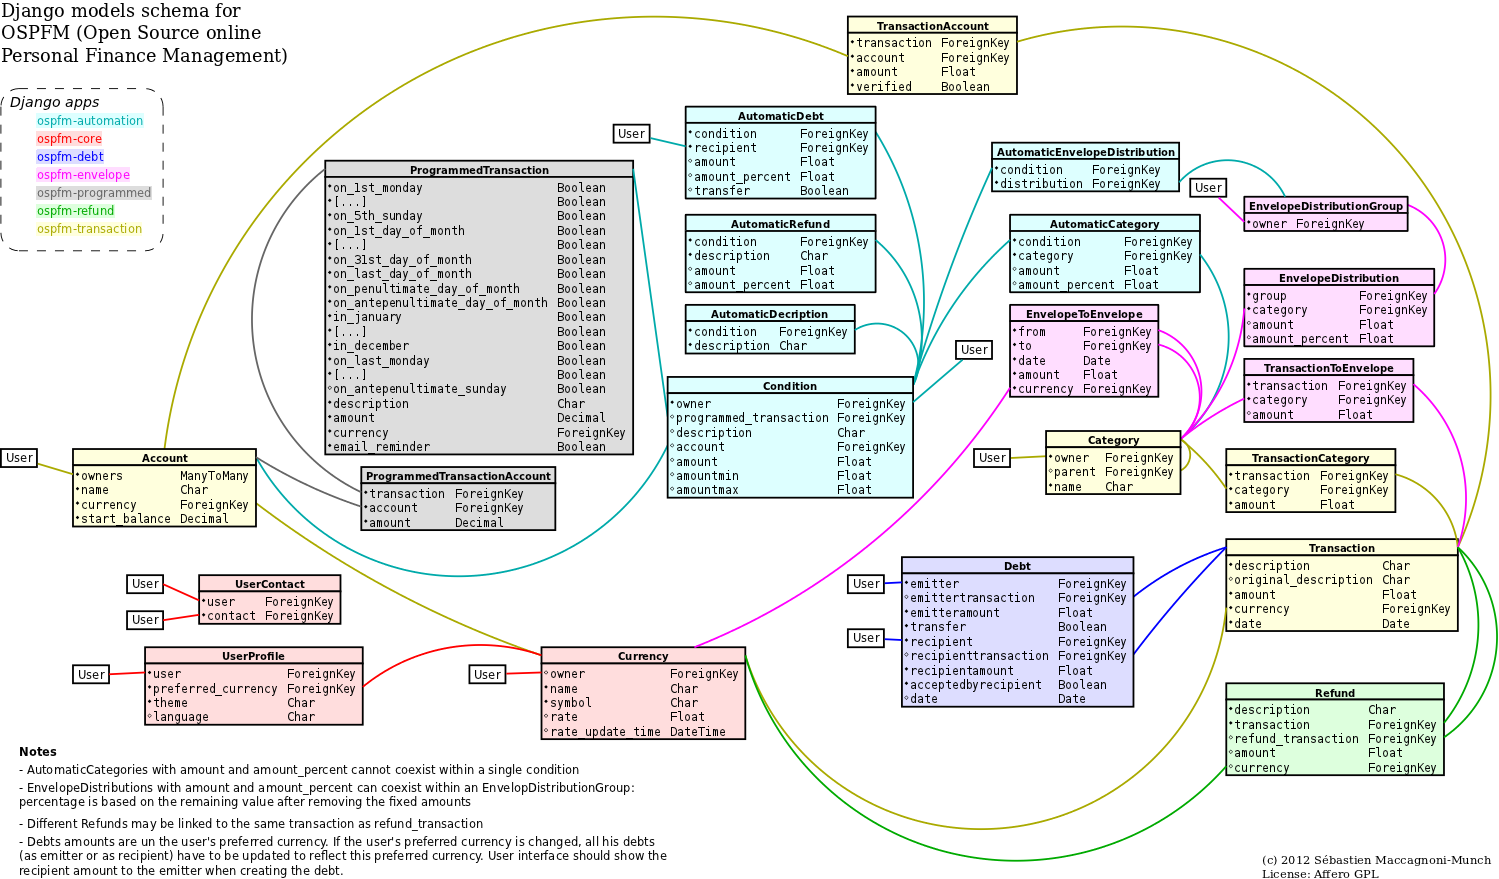 Django models schema for
OSPFM (Open Source online
Personal Finance Management)
Django apps
ospfm-automation
ospfm-core
ospfm-debt
ospfm-envelope
ospfm-programmed
ospfm-refund
ospfm-transaction
TransactionAccount
transaction ForeignKey
account ForeignKey
amount Float
verified Boolean
User
AutomaticDebt
condition ForeignKey
recipient ForeignKey
amount Float
amount_percent Float
transfer Boolean
AutomaticEnvelopeDistribution
condition ForeignKey
distribution ForeignKey
User
EnvelopeDistributionGroup
owner ForeignKey
ProgrammedTransaction
on_1st_monday Boolean
[...] Boolean
on_5th_sunday Boolean
on_1st_day_of_month Boolean
[...] Boolean
on_31st_day_of_month Boolean
on_last_day_of_month Boolean
on_penultimate_day_of_month Boolean
on_antepenultimate_day_of_month Boolean
in_january Boolean
[...] Boolean
in_december Boolean
on_last_monday Boolean
[...] Boolean
on_antepenultimate_sunday Boolean
description Char
amount Decimal
currency ForeignKey
email_reminder Boolean
AutomaticRefund
condition ForeignKey
description Char
amount Float
amount_percent Float
AutomaticCategory
condition ForeignKey
category ForeignKey
amount Float
amount_percent Float
EnvelopeDistribution
group ForeignKey
category ForeignKey
amount Float
amount_percent Float
AutomaticDecription
condition ForeignKey
description Char
User
EnvelopeToEnvelope
from ForeignKey
to ForeignKey
date Date
amount Float
currency ForeignKey
TransactionToEnvelope
transaction ForeignKey
category ForeignKey
amount Float
Condition
owner ForeignKey
programmed_transaction ForeignKey
description Char
account ForeignKey
amount Float
amountmin Float
amountmax Float
User
Category
owner ForeignKey
parent ForeignKey
name Char
TransactionCategory
transaction ForeignKey
category ForeignKey
amount Float
User
Account
owners ManyToMany
name Char
currency ForeignKey
start_balance Decimal
ProgrammedTransactionAccount
transaction ForeignKey
account ForeignKey
amount Decimal
Transaction
description Char
original_description Char
amount Float
currency ForeignKey
date Date
User
User
UserContact
user ForeignKey
contact ForeignKey
User
User
Debt
emitter ForeignKey
emittertransaction ForeignKey
emitteramount Float
transfer Boolean
recipient ForeignKey
recipienttransaction ForeignKey
recipientamount Float
acceptedbyrecipient Boolean
date Date
User
UserProfile
user ForeignKey
preferred_currency ForeignKey
theme Char
language Char
User
Currency
owner ForeignKey
name Char
symbol Char
rate Float
rate_update_time DateTime
Refund
description Char
transaction ForeignKey
refund_transaction ForeignKey
amount Float
currency ForeignKey
Notes
- AutomaticCategories with amount and amount_percent cannot coexist within a single condition
- EnvelopeDistributions with amount and amount_percent can coexist within an EnvelopDistributionGroup:
percentage is based on the remaining value after removing the fixed amounts
- Different Refunds may be linked to the same transaction as refund_transaction
- Debts amounts are un the user's preferred currency. If the user's preferred currency is changed, all his debts
(as emitter or as recipient) have to be updated to reflect this preferred currency. User interface should show the
recipient amount to the emitter when creating the debt.
(c) 2012 Sébastien Maccagnoni-Munch
License: Affero GPL